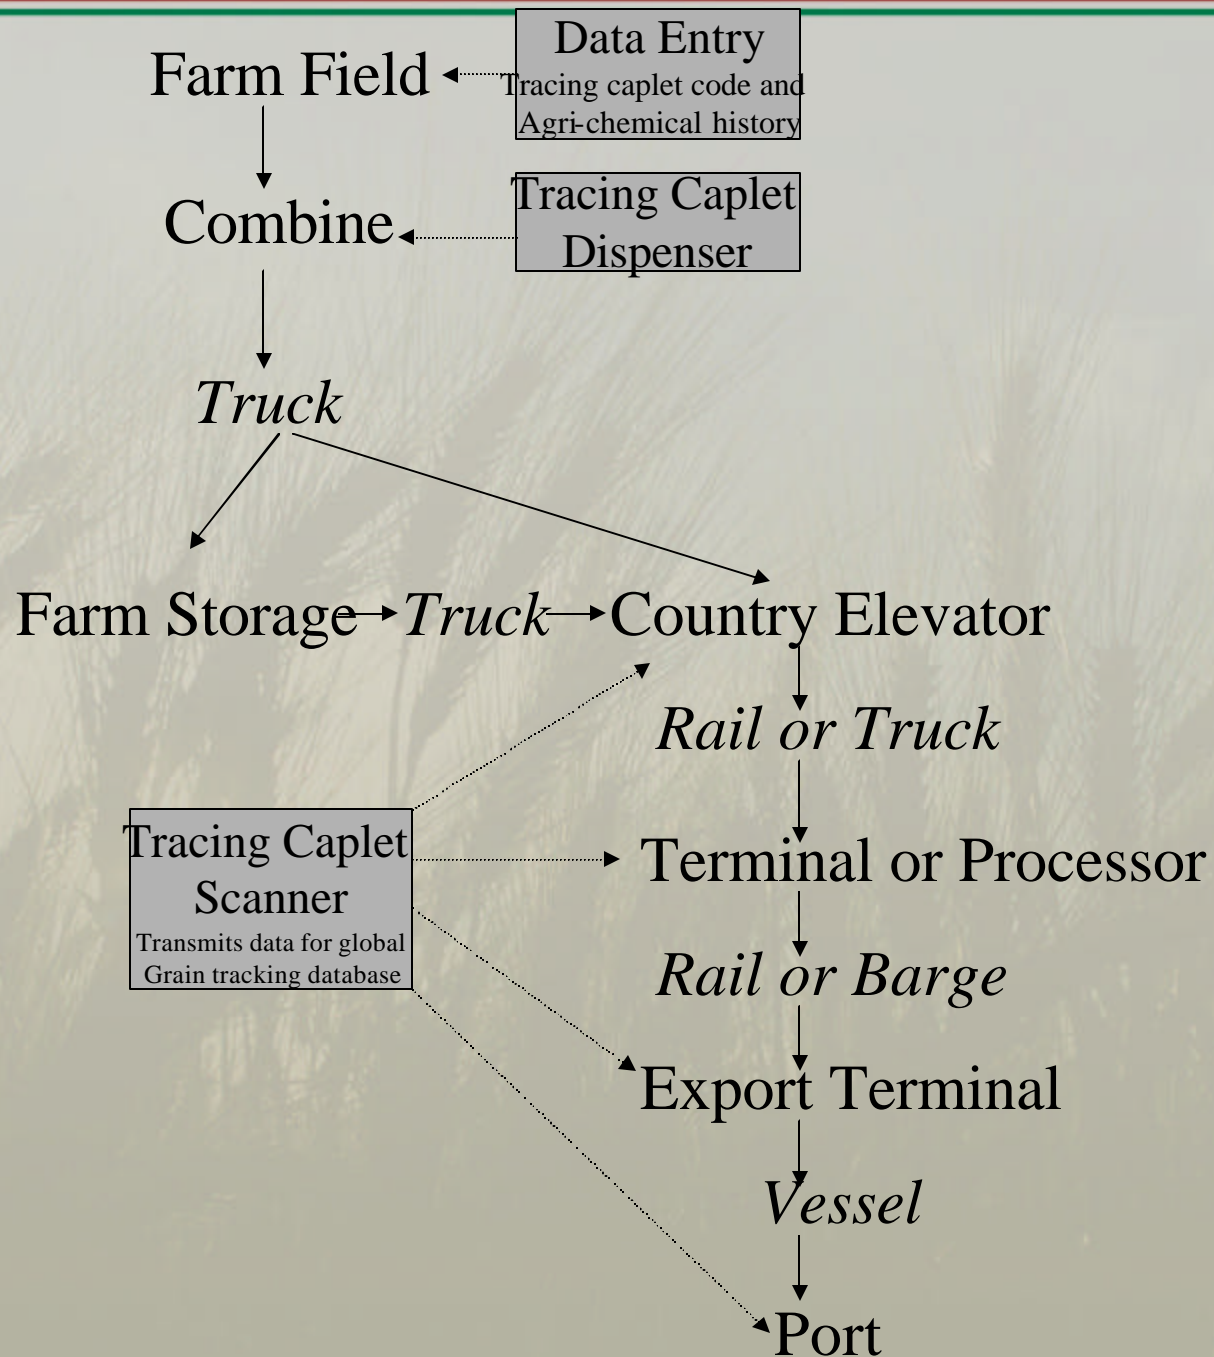 Data Entry
Farm Field
Tracing caplet code and
Agri-chemical history
Tracing Caplet
Dispenser
Combine
Truck
Farm Storage
Truck
Country Elevator
Rail or Truck
Tracing Caplet
Scanner
Transmits data for global
Grain tracking database
Terminal or Processor
Rail or Barge
Export Terminal
Vessel
Port